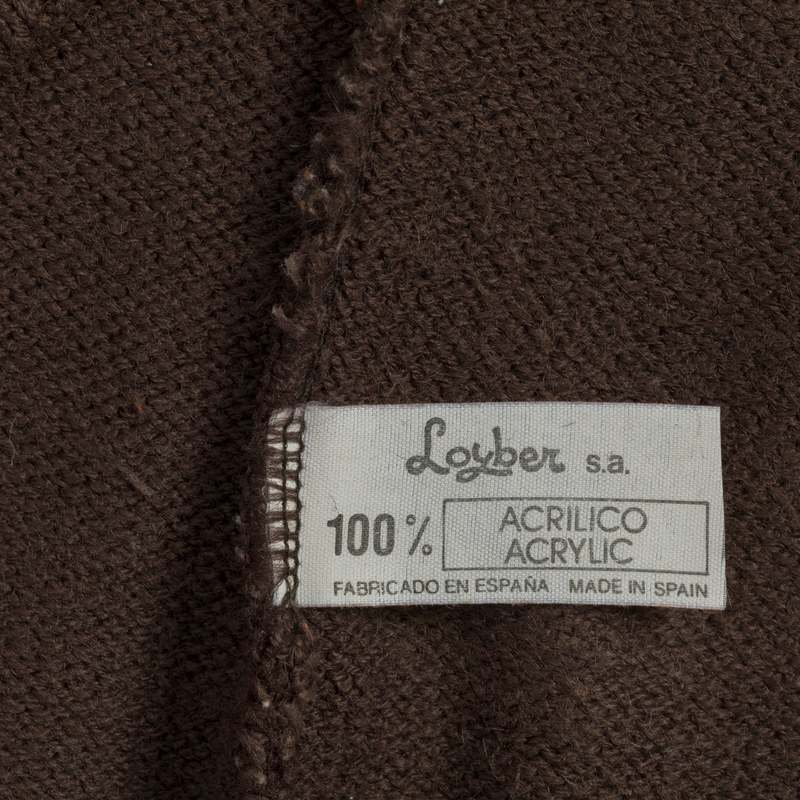 Loyber s.a.
100%
ACRILICO
ACRYLIC
FABRICADO EN ESPAÑA MADE IN SPAIN